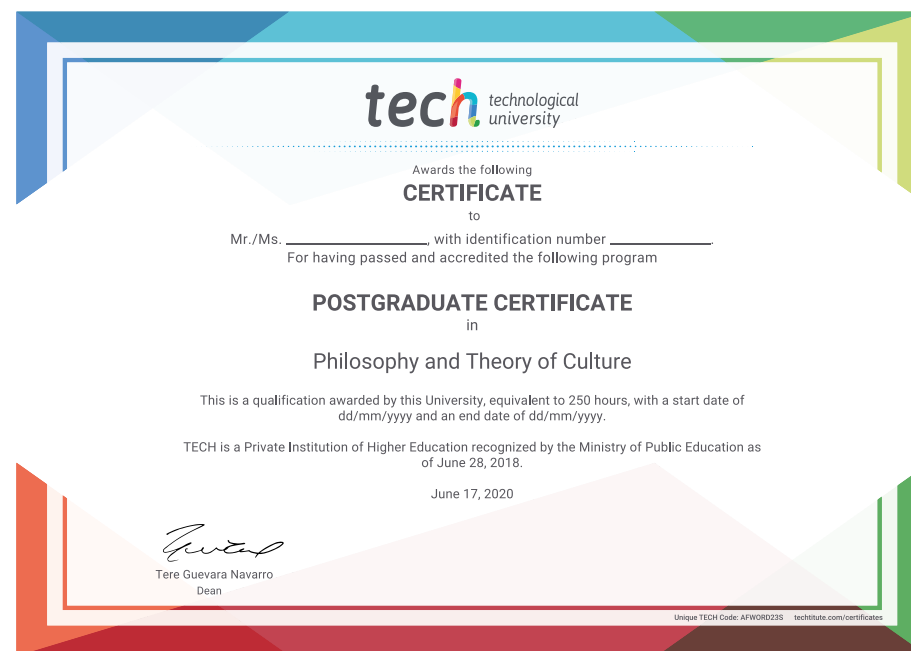 tech technological
university
Awards the following
CERTIFICATE
to
Mr./Ms. ____________, with identification number ____________.
For having passed and accredited the following program
POSTGRADUATE CERTIFICATE
in
Philosophy and Theory of Culture
This is a qualification awarded by this University, equivalent to 250 hours, with a start date of
dd/mm/yyyy and an end date of dd/mm/yyyy.
TECH is a Private Institution of Higher Education recognized by the Ministry of Public Education as
of June 28, 2018.
June 17, 2020
Tere Guevara Navarro
Dean
Unique TECH Code: AFWORD23S techtitute.com/certificates